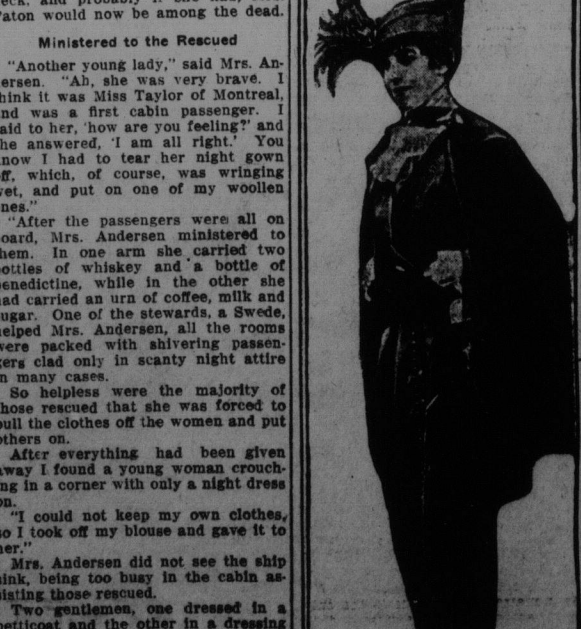 eck, and probably if she had, Mrs.
Paton would now be among the dead.
Ministered to the Rescued
"Another young lady," said Mrs. An-
ersen. "Ah, she was very brave. I
hink it was Miss Taylor of Montreal,
nd was a first cabin passenger. I
aid to her, 'how are you feeling?' and
he answered, 'I am all right.' You
now I had to tear her night gown
ff, which, of course, was wringing
vet, and put on one of my woollen
nes."
"After the passengers were all on
oard, Mrs. Andersen ministered to
hem. In one arm she carried two
ottles of whiskey and a bottle of
enedictine, while in the other she
ad carried an urn of coffee, milk and
ugar. One of the stewards, a Swede,
elped Mrs. Andersen, all the rooms
were packed with shivering passen-
gers clad only in scanty night attire
n many cases.
So helpless were the majority of
hose rescued that she was forced to
pull the clothes off the women and put
others on.
After everything had been given
away I found a young woman crouch-
ng in a corner with only a night dress
on.
"I could not keep my own clothes,
so I took off my blouse and gave it to
her."
Mrs. Andersen did not see the ship
sink, being too busy in the cabin as-
sisting those rescued.
Two gentlemen, one dressed in a
petticoat and the other in a dressing